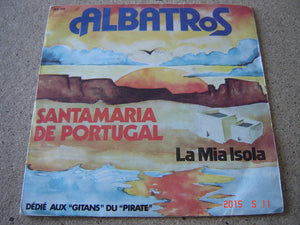 ALBATROS
SANTAMARIA
DE PORTUGAL
La Mia Isola
DÉDIÉ AUX "GITANS" DU "PIRATE"
2015 5 11